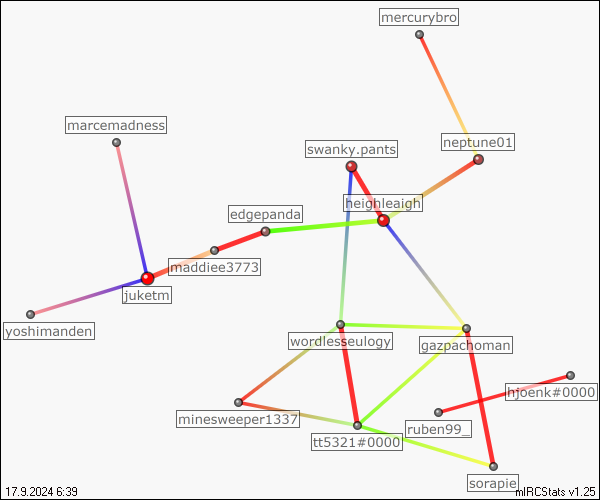 mercurybro
marcemadness
neptune01
swanky.pants
heighleaigh
edgepanda
maddiee3773
juketm
yoshimanden
wordlesseulogy
gazpachoman
hjoenk#0000
minesweeper1337
ruben99_
tt5321#0000
sorapie
17.9.2024 6:39
mIRCStats v1.25